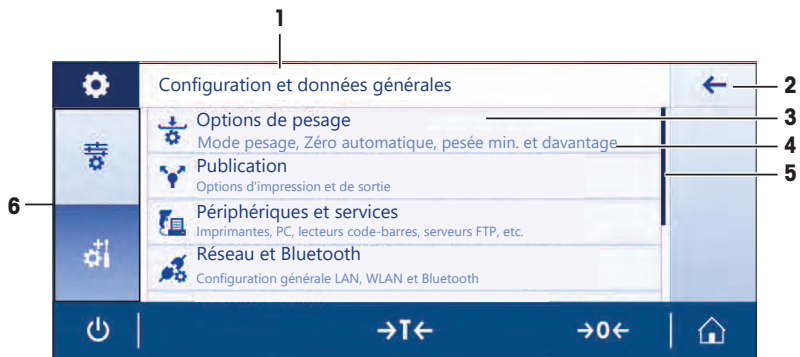 1
Configuration et données générales
2
Options de pesage
3
Mode pesage, Zéro automatique, pesée min. et davantage
4
Publication
5
Options d'impression et de sortie
6
Périphériques et services
Imprimantes, PC, lecteurs code-barres, serveurs FTP, etc.
Réseau et Bluetooth
Configuration générale LAN, WLAN et Bluetooth
→T←
→0←